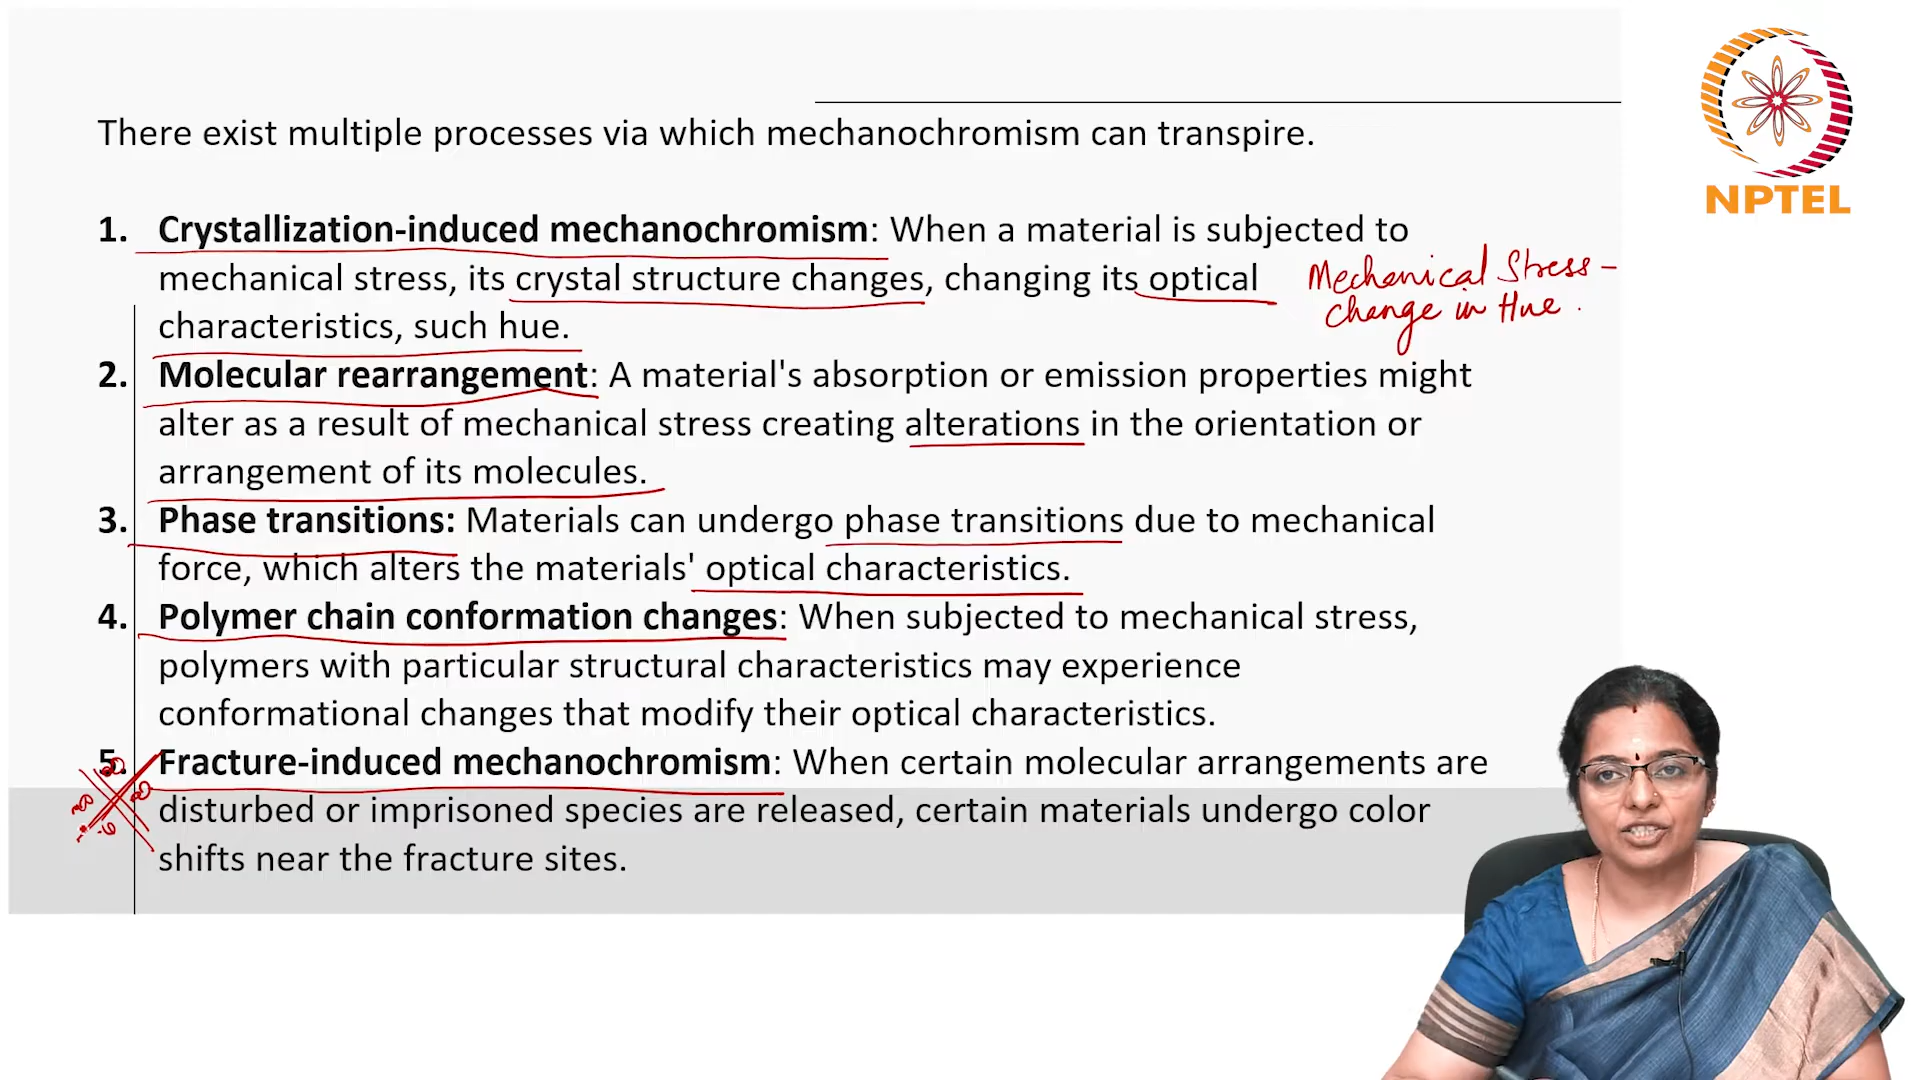 There exist multiple processes via which mechanochromism can transpire.
NPTEL
1. Crystallization-induced mechanochromism: When a material is subjected to
mechanical stress, its crystal structure changes, changing its optical
characteristics, such hue.
Mechanical Stress -
change in Hue.
2. Molecular rearrangement: A material's absorption or emission properties might
alter as a result of mechanical stress creating alterations in the orientation or
arrangement of its molecules.
3. Phase transitions: Materials can undergo phase transitions due to mechanical
force, which alters the materials' optical characteristics.
4. Polymer chain conformation changes: When subjected to mechanical stress,
polymers with particular structural characteristics may experience
conformational changes that modify their optical characteristics.
5. Fracture-induced mechanochromism: When certain molecular arrangements are
disturbed or imprisoned species are released, certain materials undergo color
shifts near the fracture sites.